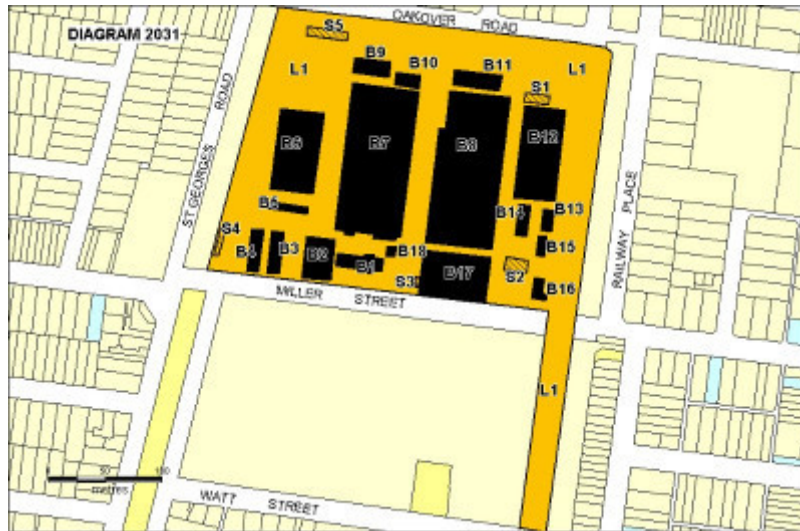 DIAGRAM 2031
OAKOVER ROAD
S5
B9
B10
B11
L1
L1
S1
ST GEORGES ROAD
B6
B7
B8
B12
RAILWAY PLACE
B5
B14
B13
S4
B4
B3
B2
B18
B15
B1
S3
B17
S2
B16
MILLER STREET
L1
50
metres
WATT STREET